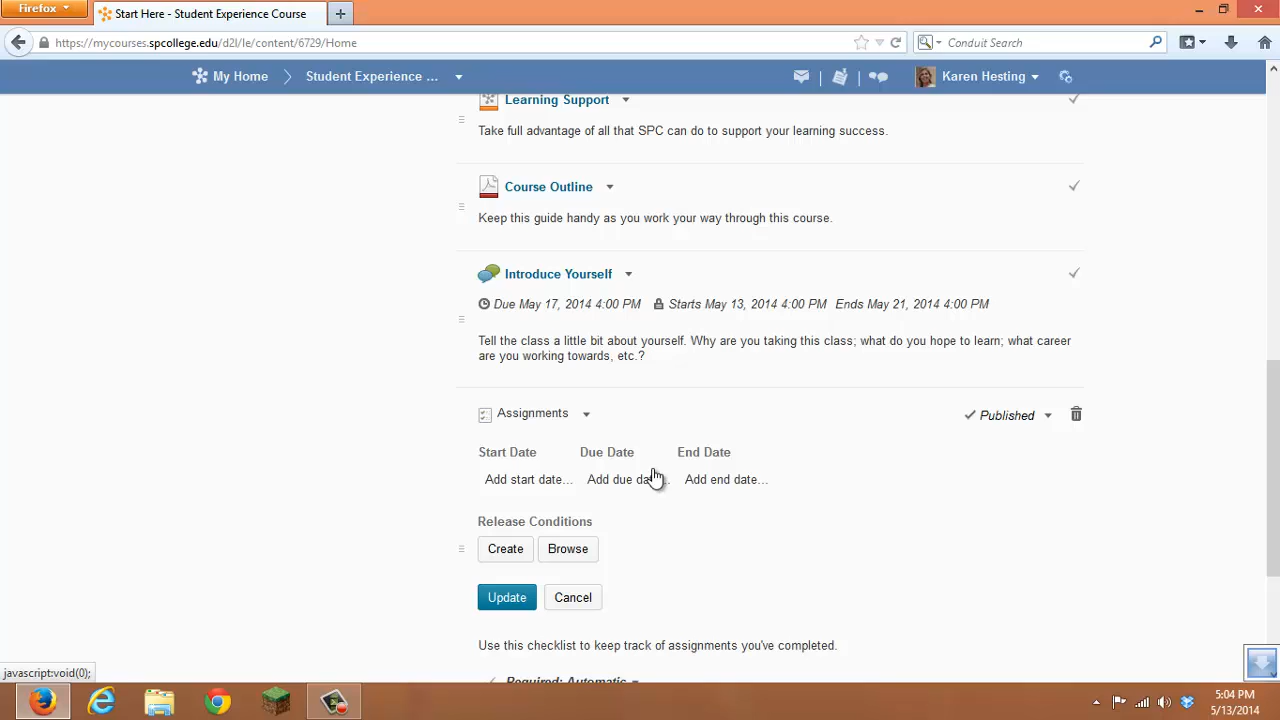 Firefox
Start Here - Student Experience Course
https://mycourses.spcollege.edu/d2l/le/content/6729/Home
Conduit Searching
My Home
Student Experience ...
Karen Hesting
Learning Support
Take full advantage of all that SPC can do to support your learning success.
Course Outline
Keep this guide handy as you work your way through this course.
Introduce Yourself
Due May 17, 2014 4:00 PM Starts May 13, 2014 4:00 PM Ends May 21, 2014 4:00 PM
Tell the class a little bit about yourself. Why are you taking this class; what do you hope to learn; what career
are you working towards, etc.?
Assignments
Published
Start Date Due Date End Date
Add start date... Add due da... Add end date...
Release Conditions
Create Browse
Update Cancel
Use this checklist to keep track of assignments you've completed.
javascript:void(0);
Required: Automatic
5:04 PM
5/13/2014